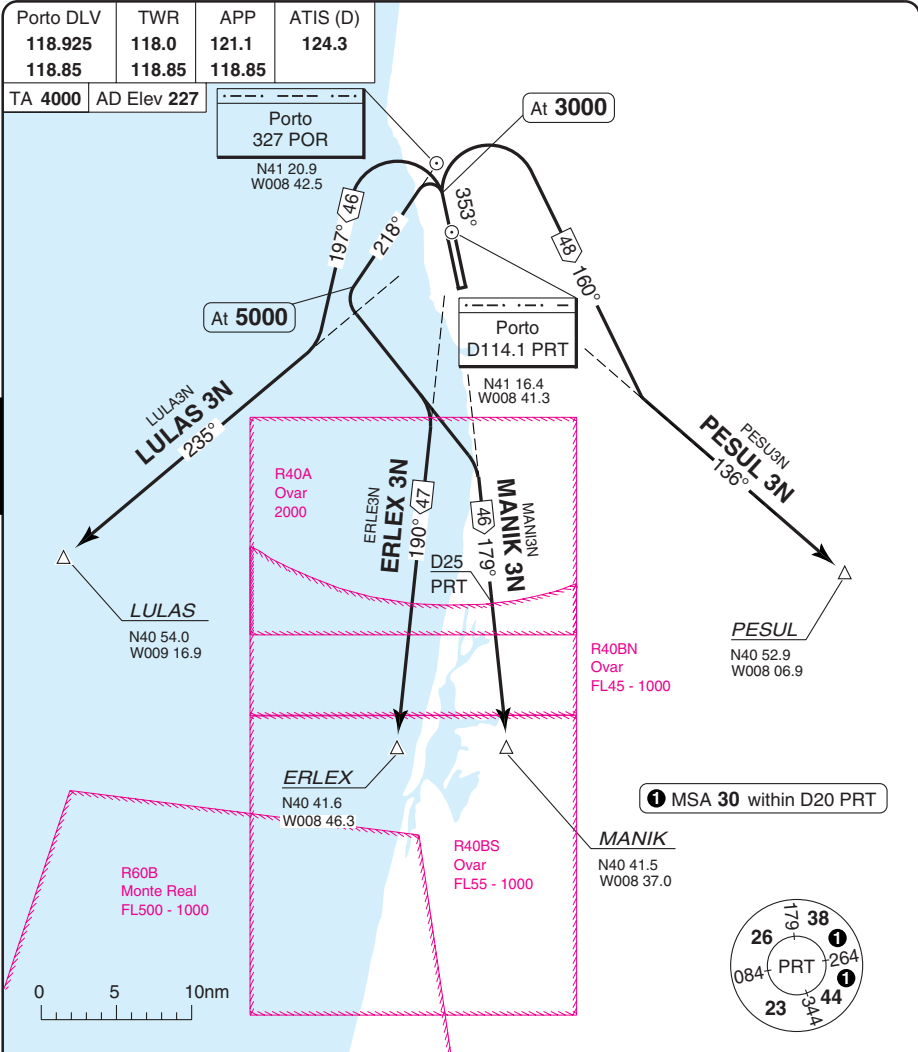 Porto DLV
118.925
118.85
TWR
118.0
118.85
APP
121.1
118.85
ATIS (D)
124.3
TA 4000
AD Elev 227
Porto
327 POR
N41 20.9
W008 42.5
At 3000
353°
197°
46
218°
48
160°
At 5000
Porto
D114.1 PRT
N41 16.4
W008 41.3
LULA3N
LULAS 3N
235°
PESU3N
PESUL 3N
136°
R40A
Ovar
2000
ERLE3N
ERLEX 3N
190°
47
MANI3N
MANIK 3N
46
179°
D25
PRT
LULAS
N40 54.0
W009 16.9
PESUL
N40 52.9
W008 06.9
R40BN
Ovar
FL45 - 1000
ERLEX
N40 41.6
W008 46.3
1 MSA 30 within D20 PRT
MANIK
N40 41.5
W008 37.0
R40BS
Ovar
FL55 - 1000
R60B
Monte Real
FL500 - 1000
0 5 10nm
179
38
1
26
264
PRT
084
1
44
344
23